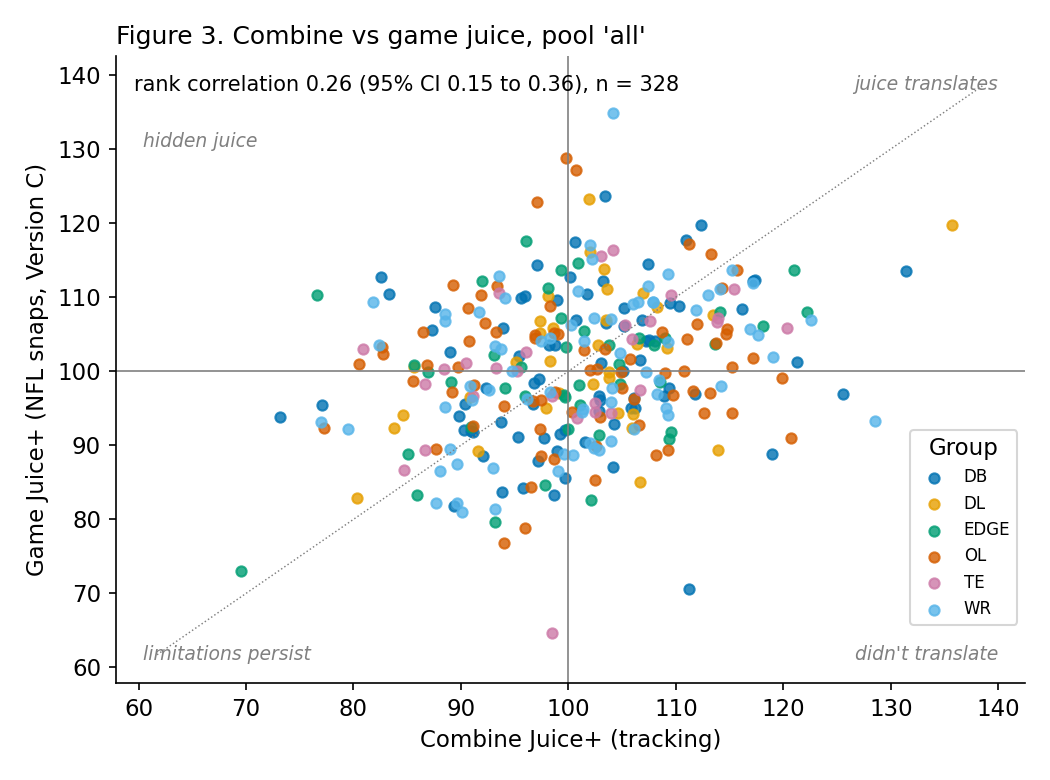 Figure 3. Combine vs game juice, pool 'all'
rank correlation 0.26 (95% CI 0.15 to 0.36), n = 328
juice translates
hidden juice
limitations persist
didn't translate
Game Juice+ (NFL snaps, Version C)
140
130
120
110
100
90
80
70
60
Group
DB
DL
EDGE
OL
TE
WR
60 70 80 90 100 110 120 130 140
Combine Juice+ (tracking)